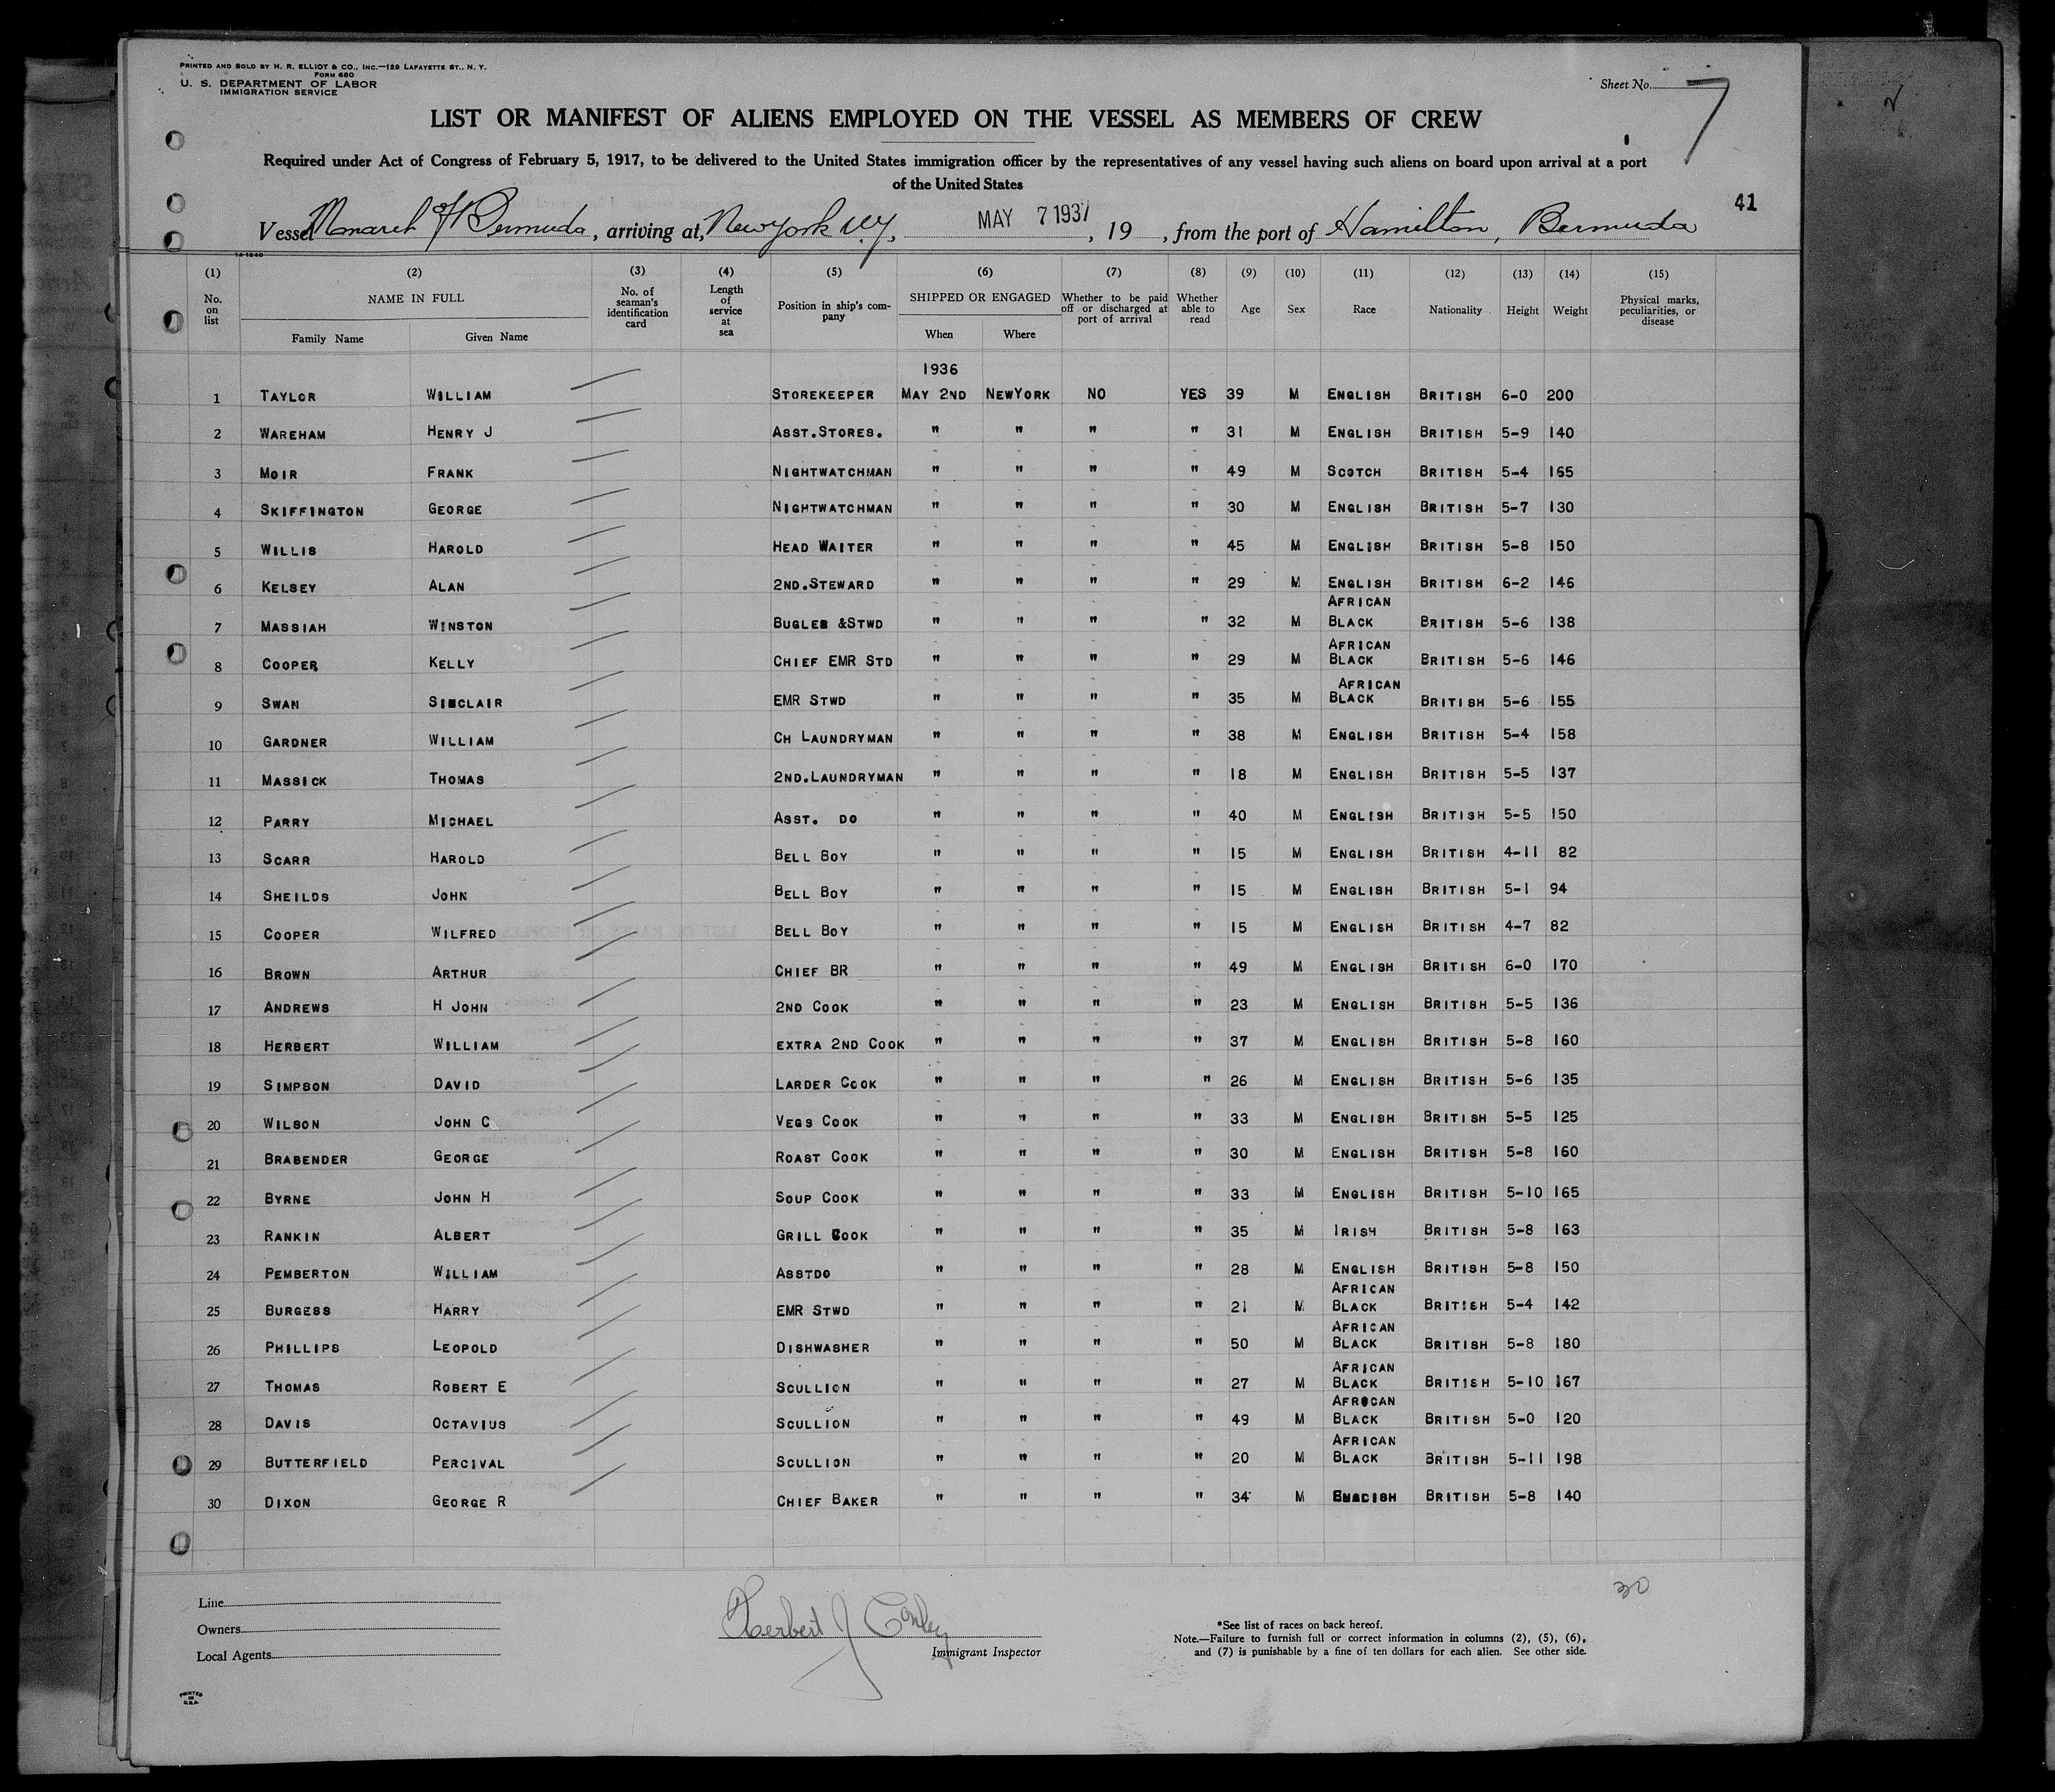 PRINTED AND SOLD BY H. R. ELLIOT & CO., INC.—129 LAFAYETTE ST., N. Y.
FORM 680
U. S. DEPARTMENT OF LABOR
IMMIGRATION SERVICE
Sheet No. 7
LIST OR MANIFEST OF ALIENS EMPLOYED ON THE VESSEL AS MEMBERS OF CREW
Required under Act of Congress of February 5, 1917, to be delivered to the United States immigration officer by the representatives of any vessel having such aliens on board upon arrival at a port
of the United States
41
Vessel Monarch of Bermuda, arriving at, New York N.Y., MAY 7 1937, 19 , from the port of Hamilton, Bermuda
14-1240
(1) (2) (3) (4) (5) (6) (7) (8) (9) (10) (11) (12) (13) (14) (15)
No. on list NAME IN FULL Family Name Given Name No. of seaman's identification card Length of service at sea Position in ship's company SHIPPED OR ENGAGED When Where Whether to be paid off or discharged at port of arrival Whether able to read Age Sex Race Nationality Height Weight Physical marks, peculiarities, or disease
1936
1 TAYLOR WILLIAM STOREKEEPER MAY 2ND NEWYORK NO YES 39 M ENGLISH BRITISH 6-0 200
2 WAREHAM HENRY J ASST.STORES. " " " " 31 M ENGLISH BRITISH 5-9 140
3 MOIR FRANK NIGHTWATCHMAN " " " " 49 M SCOTCH BRITISH 5-4 165
4 SKIFFINGTON GEORGE NIGHTWATCHMAN " " " " 30 M ENGLISH BRITISH 5-7 130
5 WILLIS HAROLD HEAD WAITER " " " " 45 M ENGLISH BRITISH 5-8 150
6 KELSEY ALAN 2ND.STEWARD " " " " 29 M ENGLISH BRITISH 6-2 146
7 MASSIAH WINSTON BUGLER &STWD " " " " 32 M AFRICAN BLACK BRITISH 5-6 138
8 COOPER KELLY CHIEF EMR STD " " " " 29 M AFRICAN BLACK BRITISH 5-6 146
9 SWAN SINCLAIR EMR STWD " " " " 35 M AFRICAN BLACK BRITISH 5-6 155
10 GARDNER WILLIAM CH LAUNDRYMAN " " " " 38 M ENGLISH BRITISH 5-4 158
11 MASSICK THOMAS 2ND.LAUNDRYMAN " " " " 18 M ENGLISH BRITISH 5-5 137
12 PARRY MICHAEL ASST. DO " " " " 40 M ENGLISH BRITISH 5-5 150
13 SCARR HAROLD BELL BOY " " " " 15 M ENGLISH BRITISH 4-11 82
14 SHEILDS JOHN BELL BOY " " " " 15 M ENGLISH BRITISH 5-1 94
15 COOPER WILFRED BELL BOY " " " " 15 M ENGLISH BRITISH 4-7 82
16 BROWN ARTHUR CHIEF BR " " " " 49 M ENGLISH BRITISH 6-0 170
17 ANDREWS H JOHN 2ND COOK " " " " 23 M ENGLISH BRITISH 5-5 136
18 HERBERT WILLIAM EXTRA 2ND COOK " " " " 37 M ENGLISH BRITISH 5-8 160
19 SIMPSON DAVID LARDER COOK " " " " 26 M ENGLISH BRITISH 5-6 135
20 WILSON JOHN C VEGS COOK " " " " 33 M ENGLISH BRITISH 5-5 125
21 BRABENDER GEORGE ROAST COOK " " " " 30 M ENGLISH BRITISH 5-8 160
22 BYRNE JOHN H SOUP COOK " " " " 33 M ENGLISH BRITISH 5-10 165
23 RANKIN ALBERT GRILL COOK " " " " 35 M IRISH BRITISH 5-8 163
24 PEMBERTON WILLIAM ASSTDO " " " " 28 M ENGLISH BRITISH 5-8 150
25 BURGESS HARRY EMR STWD " " " " 21 M AFRICAN BLACK BRITISH 5-4 142
26 PHILLIPS LEOPOLD DISHWASHER " " " " 50 M AFRICAN BLACK BRITISH 5-8 180
27 THOMAS ROBERT E SCULLION " " " " 27 M AFRICAN BLACK BRITISH 5-10 167
28 DAVIS OCTAVIUS SCULLION " " " " 49 M AFRICAN BLACK BRITISH 5-0 120
29 BUTTERFIELD PERCIVAL SCULLION " " " " 20 M AFRICAN BLACK BRITISH 5-11 198
30 DIXON GEORGE R CHIEF BAKER " " " " 34 M ENGLISH BRITISH 5-8 140
30
Line
Owners
Local Agents
Herbert J Conley
Immigrant Inspector
*See list of races on back hereof.
Note.—Failure to furnish full or correct information in columns (2), (5), (6),
and (7) is punishable by a fine of ten dollars for each alien. See other side.
PRINTED IN U.S.A.